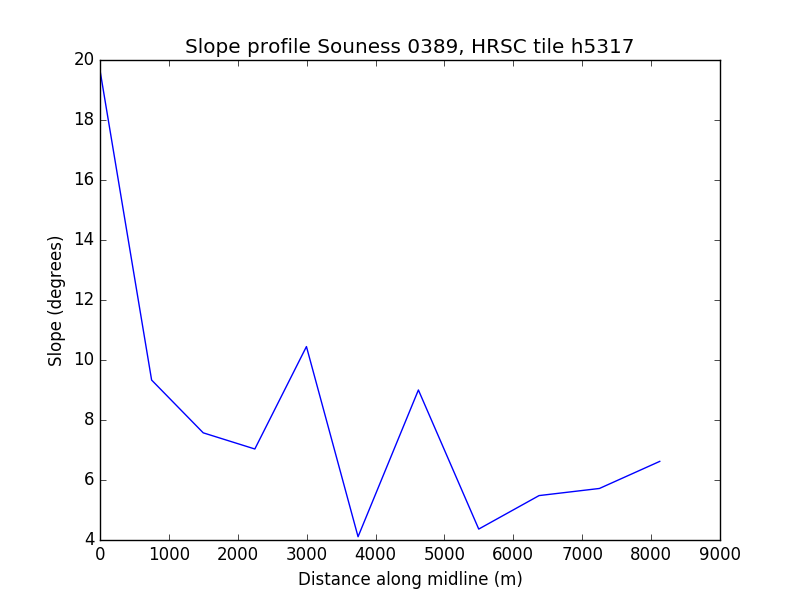 Slope profile Souness 0389, HRSC tile h5317
20
18
16
14
12
10
8
6
4
Slope (degrees)
0 1000 2000 3000 4000 5000 6000 7000 8000 9000
Distance along midline (m)